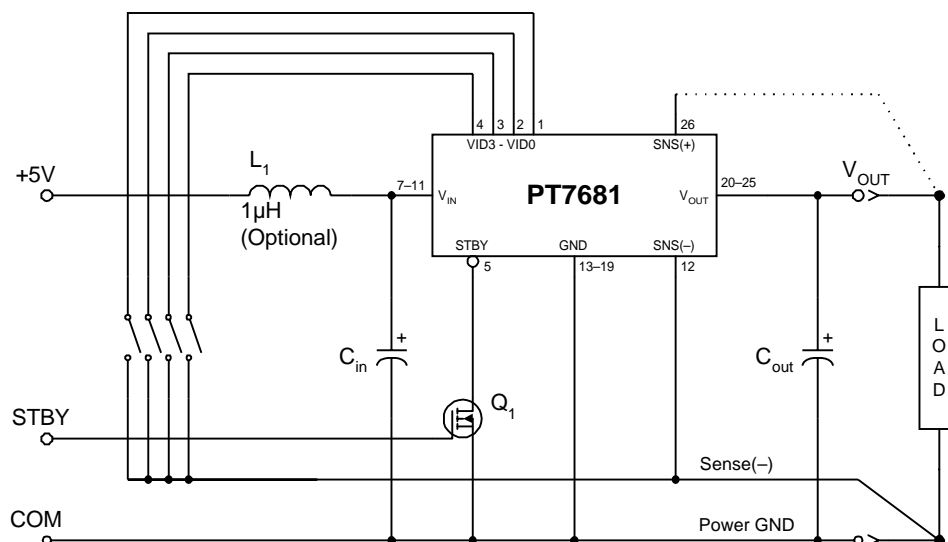 4 3 2 1
26
VID3 - VID0
SNS(+)
L1
+5V
7–11
20–25
VOUT
VIN
PT7681
VOUT
1µH
(Optional)
STBY
GND
SNS(–)
5
13–19
12
+
+
Cin
Cout
L
O
A
D
Q1
STBY
Sense(–)
COM
Power GND